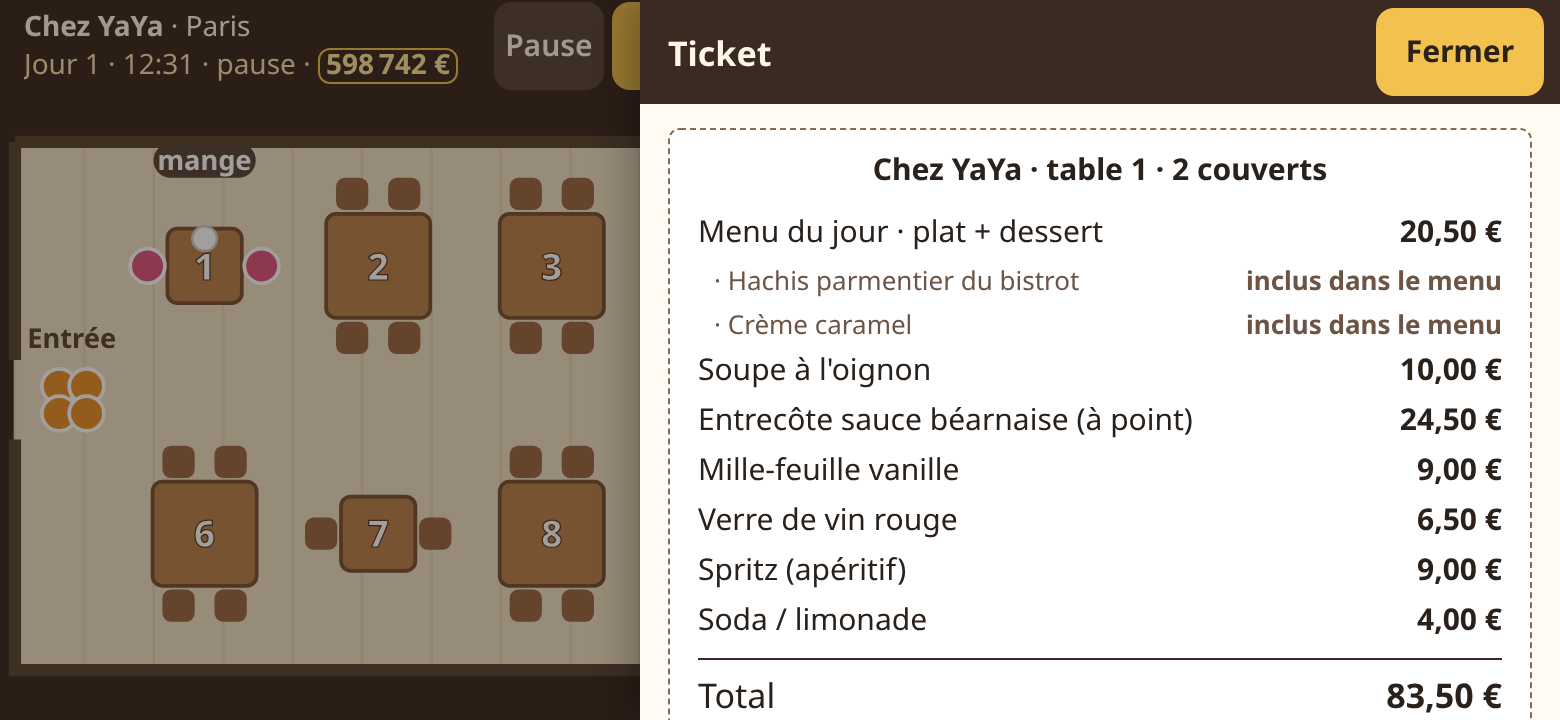 Chez YaYa · Paris
Jour 1 · 12:31 · pause · 598 742 €
Pause
mange
1
2
3
Entrée
6
7
8
Ticket
Fermer
Chez YaYa · table 1 · 2 couverts
Menu du jour · plat + dessert 20,50 €
· Hachis parmentier du bistrot inclus dans le menu
· Crème caramel inclus dans le menu
Soupe à l'oignon 10,00 €
Entrecôte sauce béarnaise (à point) 24,50 €
Mille-feuille vanille 9,00 €
Verre de vin rouge 6,50 €
Spritz (apéritif) 9,00 €
Soda / limonade 4,00 €
Total 83,50 €